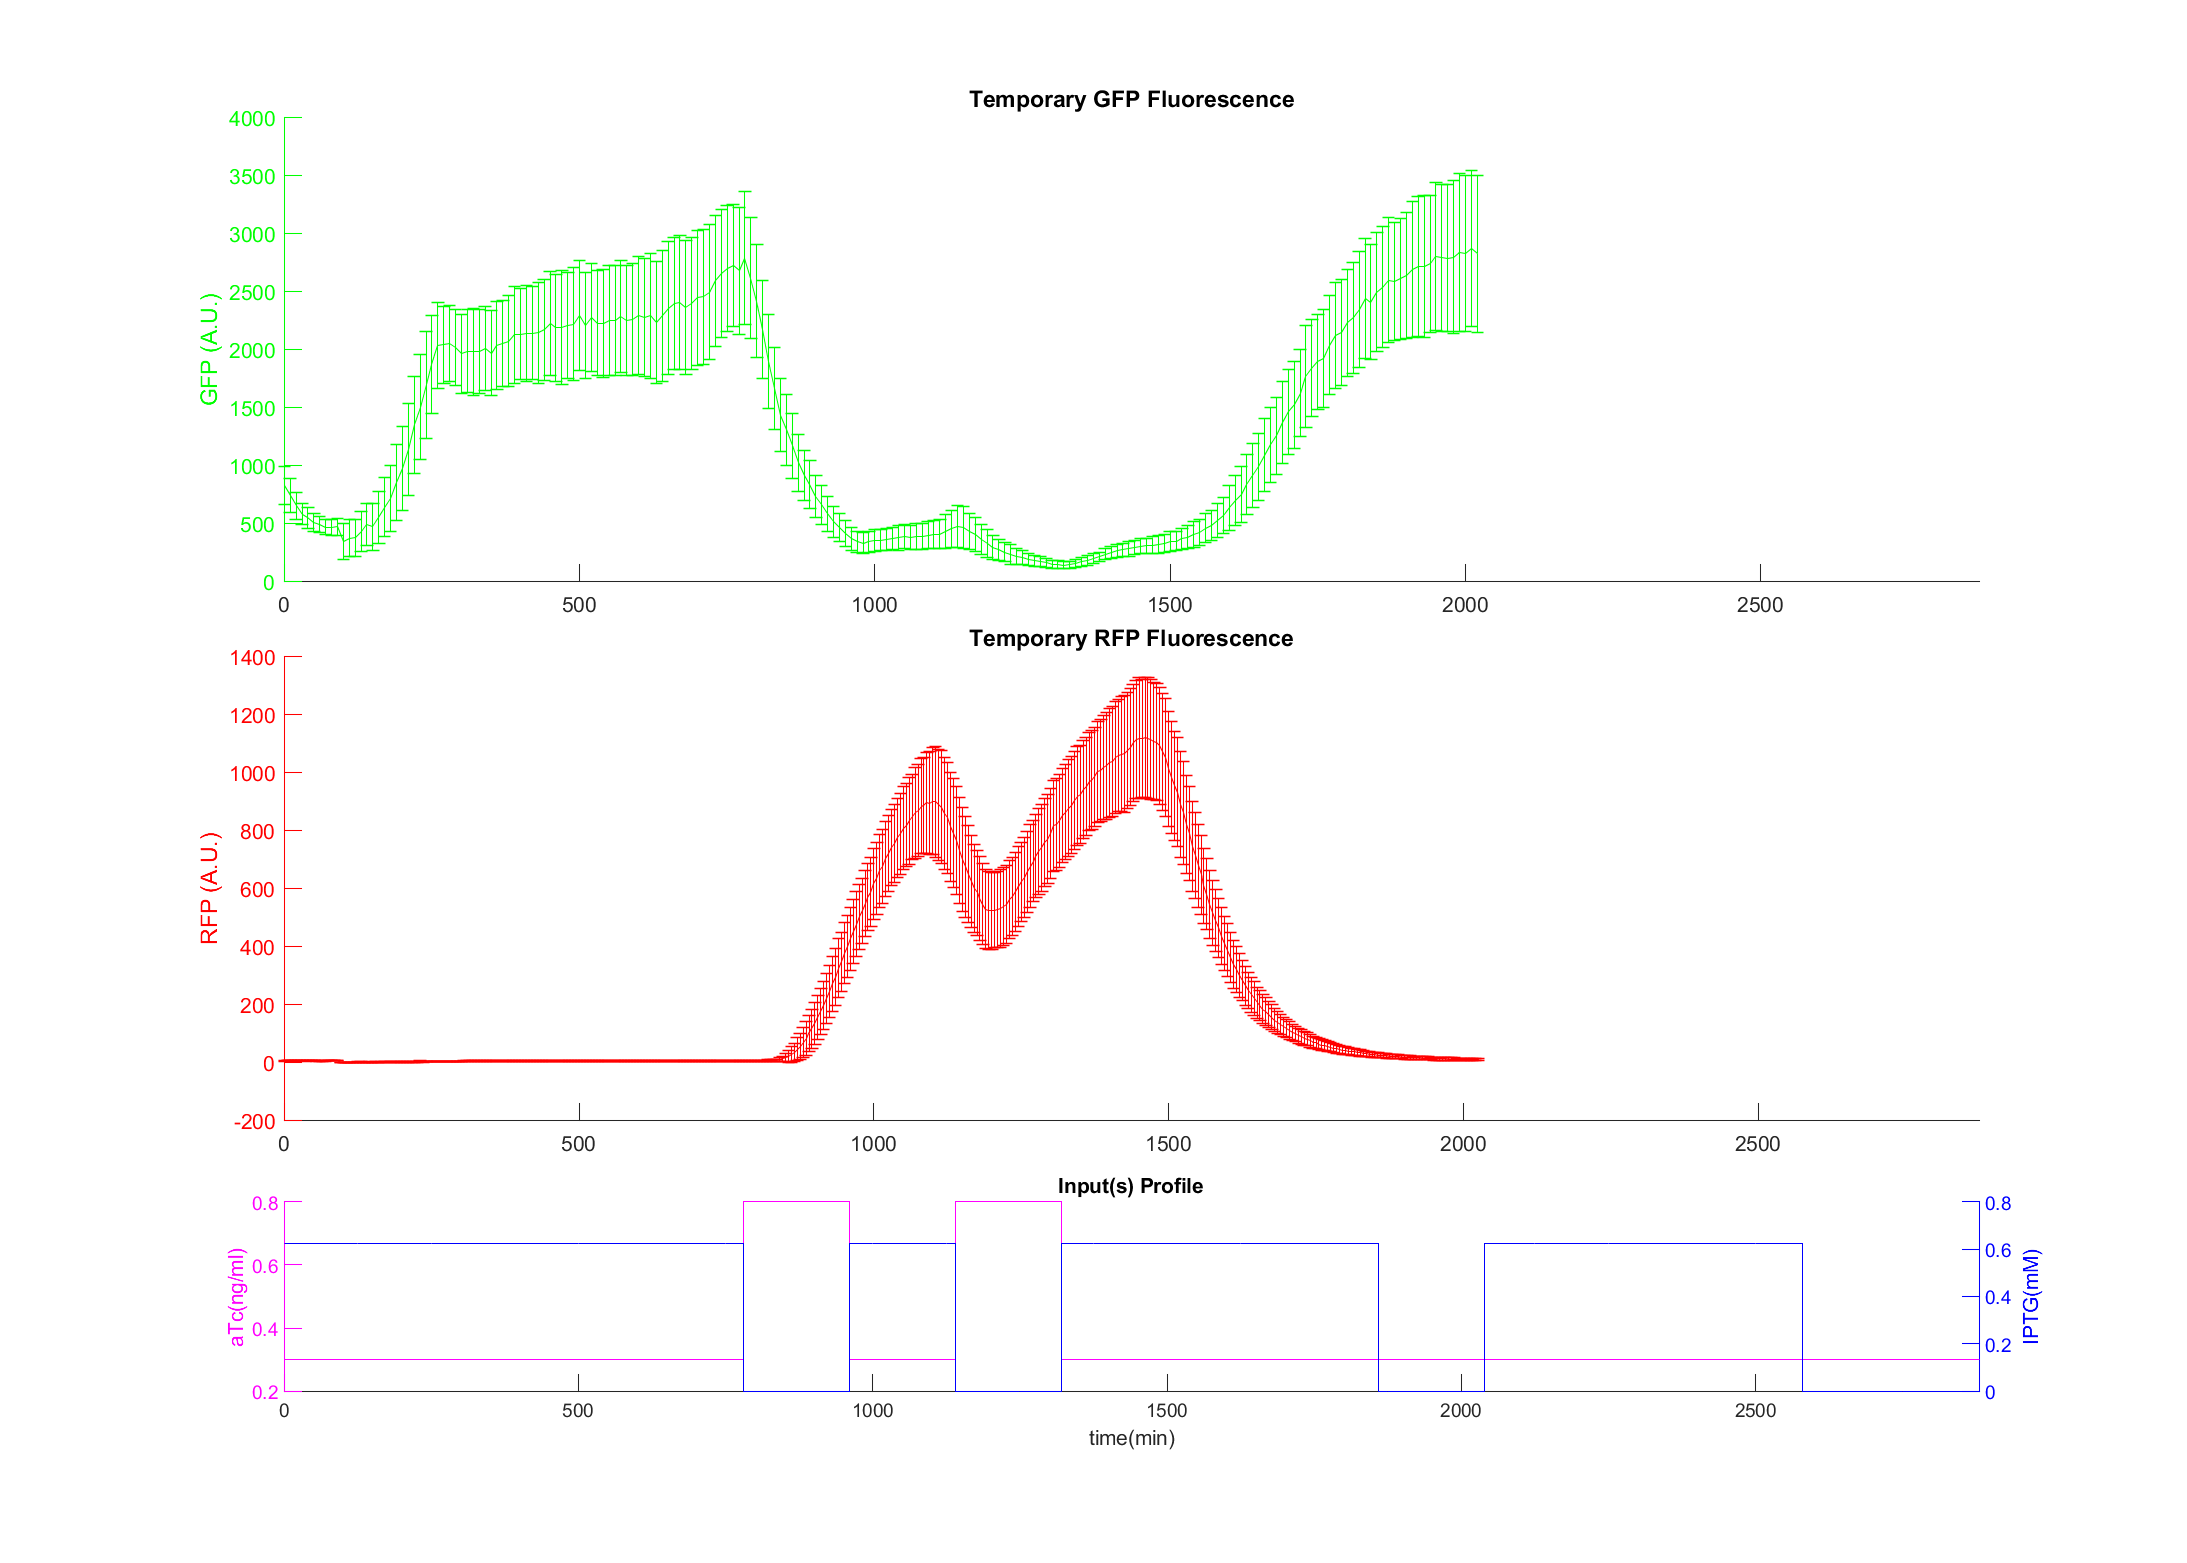 Temporary GFP Fluorescence
4000
3500
3000
2500
2000
1500
1000
500
0
GFP (A.U.)
0 500 1000 1500 2000 2500
Temporary RFP Fluorescence
1400
1200
1000
800
600
400
200
0
-200
RFP (A.U.)
0 500 1000 1500 2000 2500
Input(s) Profile
0.8
0.6
0.4
0.2
aTc(ng/ml)
0.8
0.6
0.4
0.2
0
IPTG(mM)
0 500 1000 1500 2000 2500
time(min)